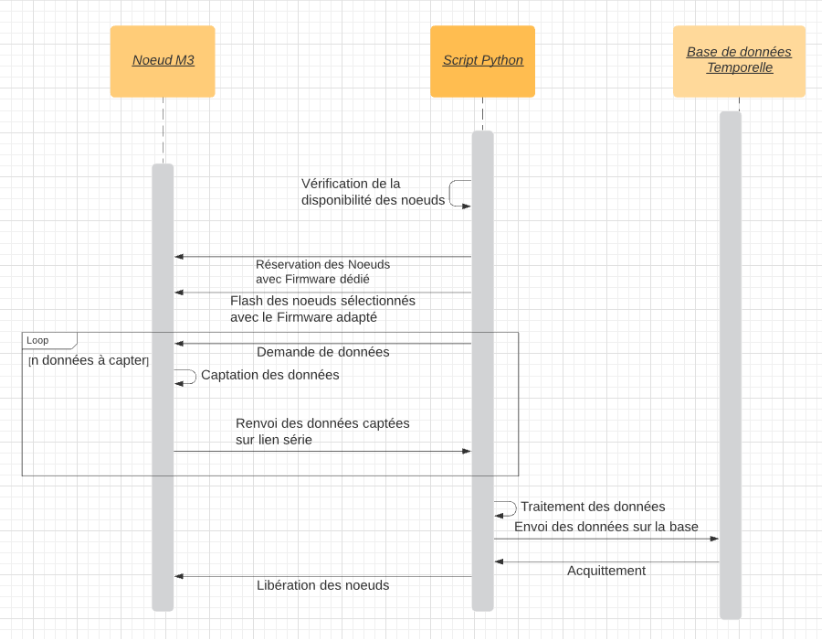 Noeud M3
Script Python
Base de données
Temporelle
Vérification de la
disponibilité des noeuds
Réservation des Noeuds
avec Firmware dédié
Flash des noeuds sélectionnés
avec le Firmware adapté
Loop
[n données à capter]
Demande de données
Captation des données
Renvoi des données captées
sur lien série
Traitement des données
Envoi des données sur la base
Acquittement
Libération des noeuds